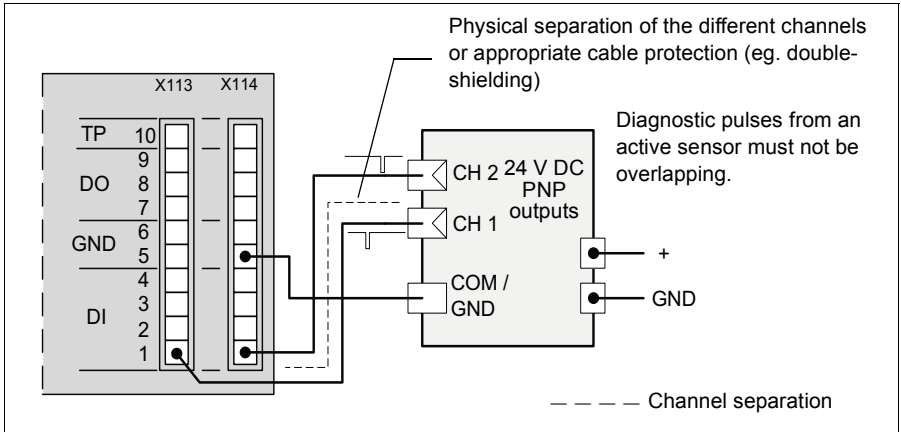 Physical separation of the different channels
or appropriate cable protection (eg. double-
shielding)
X113 X114
TP 10
9
DO 8
7
6
GND
5
4
3
DI
2
1
CH 2 24 V DC
PNP
outputs
CH 1
COM /
GND
Diagnostic pulses from an
active sensor must not be
overlapping.
+
GND
Channel separation